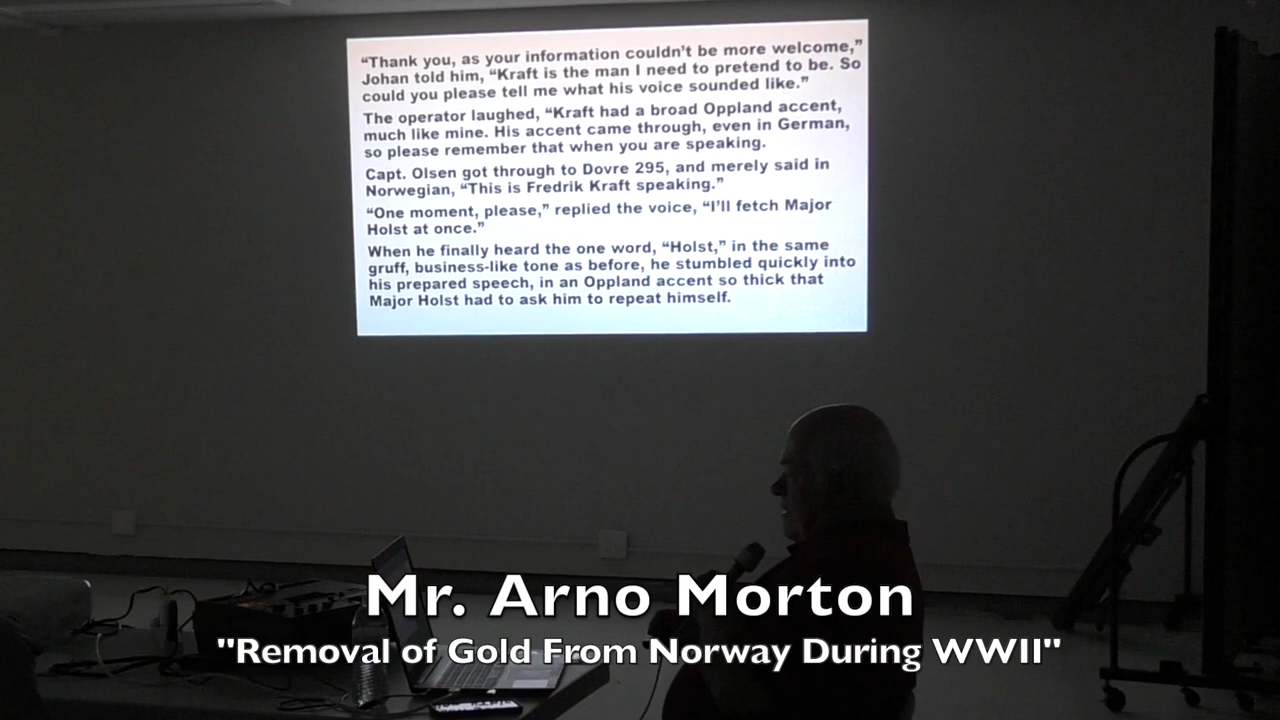 “Thank you, as your information couldn’t be more welcome,”
Johan told him, “Kraft is the man I need to pretend to be. So
could you please tell me what his voice sounded like.”
The operator laughed, “Kraft had a broad Oppland accent,
much like mine. His accent came through, even in German,
so please remember that when you are speaking.
Capt. Olsen got through to Dovre 295, and merely said in
Norwegian, “This is Fredrik Kraft speaking.”
“One moment, please,” replied the voice, “I’ll fetch Major
Holst at once.”
When he finally heard the one word, “Holst,” in the same
gruff, business-like tone as before, he stumbled quickly into
his prepared speech, in an Oppland accent so thick that
Major Holst had to ask him to repeat himself.
Mr. Arno Morton
"Removal of Gold From Norway During WWII"